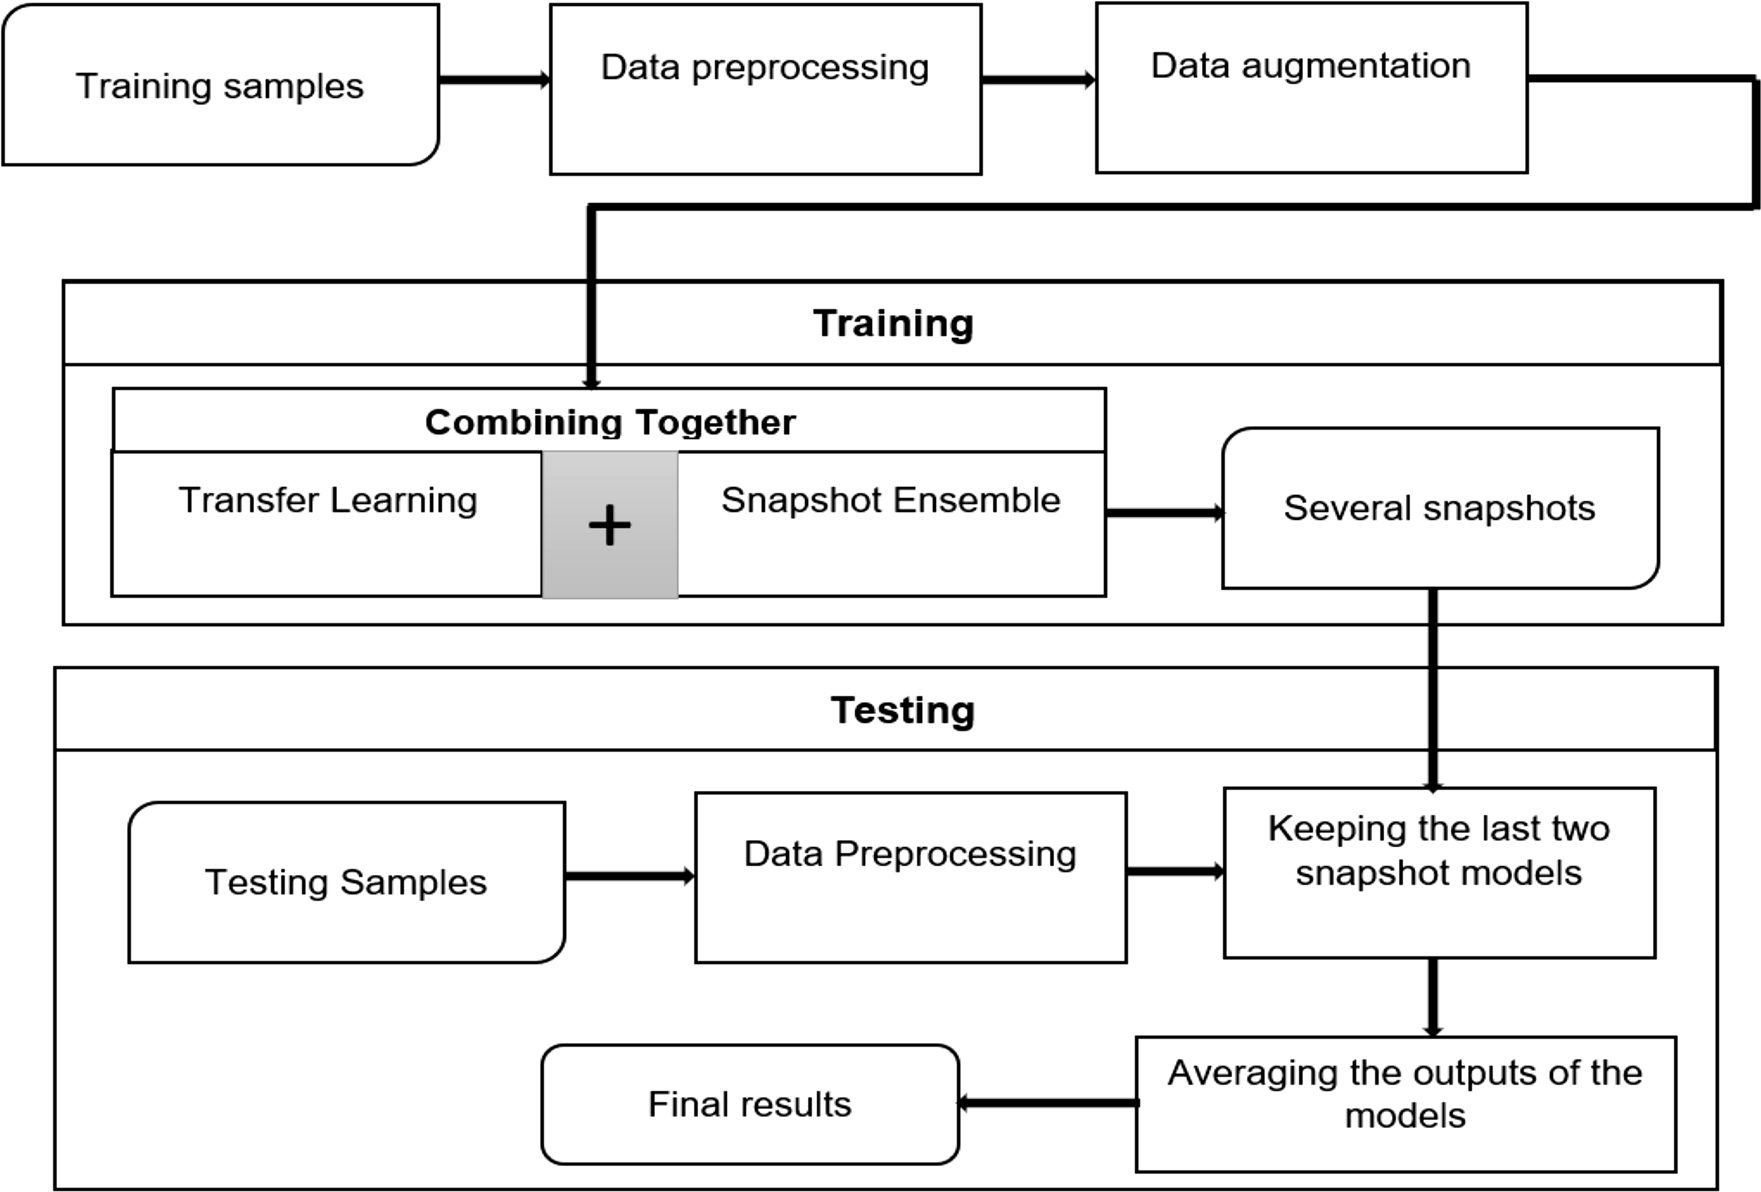 Training samples
Data preprocessing
Data augmentation
Training
Combining Together
Transfer Learning
+
Snapshot Ensemble
Several snapshots
Testing
Testing Samples
Data Preprocessing
Keeping the last two
snapshot models
Averaging the outputs of the
models
Final results